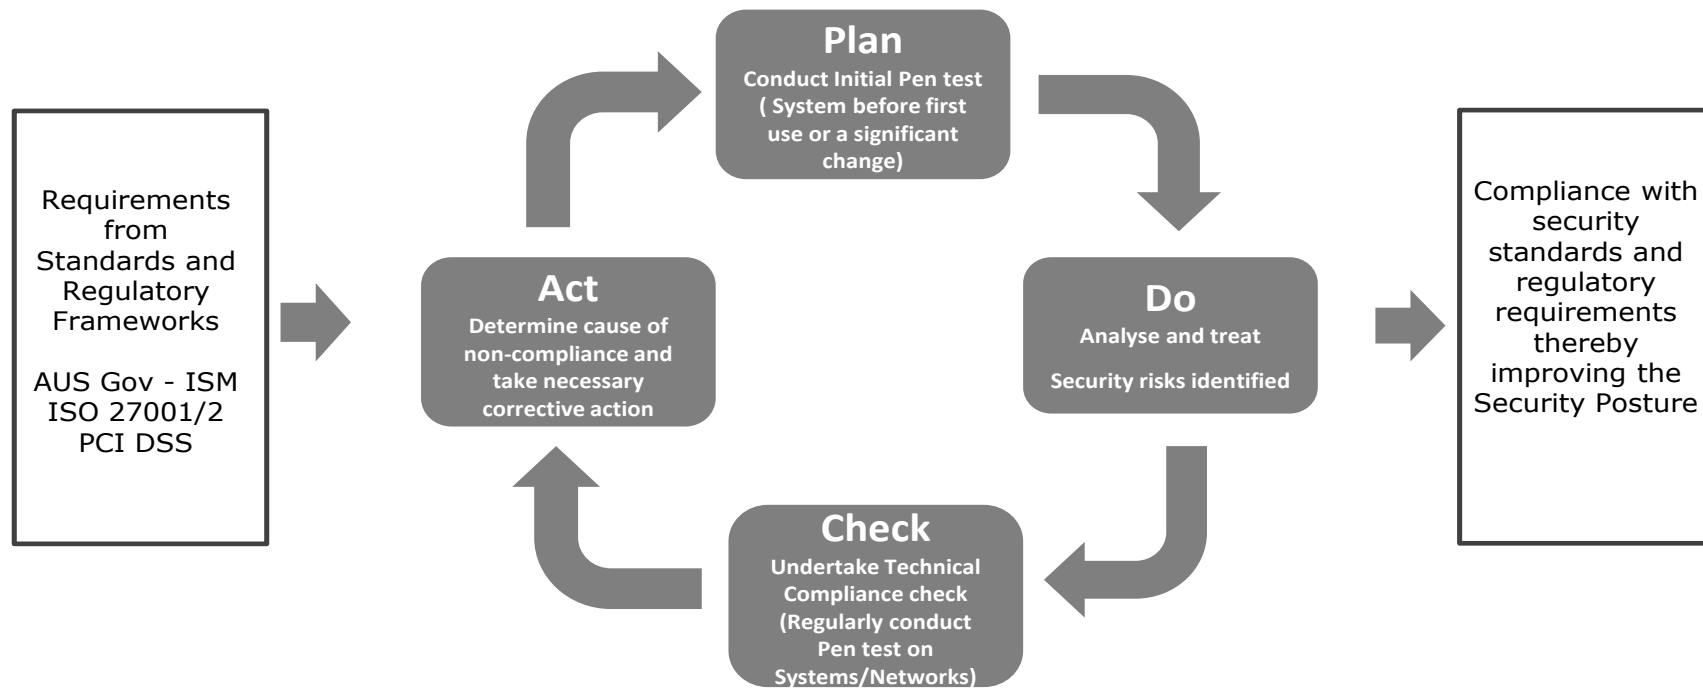 Requirements
from
Standards and
Regulatory
Frameworks
AUS Gov - ISM
ISO 27001/2
PCI DSS
Plan
Conduct Initial Pen test
( System before first
use or a significant
change)
Act
Determine cause of
non-compliance and
take necessary
corrective action
Do
Analyse and treat
Security risks identified
Check
Undertake Technical
Compliance check
(Regularly conduct
Pen test on
Systems/Networks)
Compliance with
security
standards and
regulatory
requirements
thereby
improving the
Security Posture